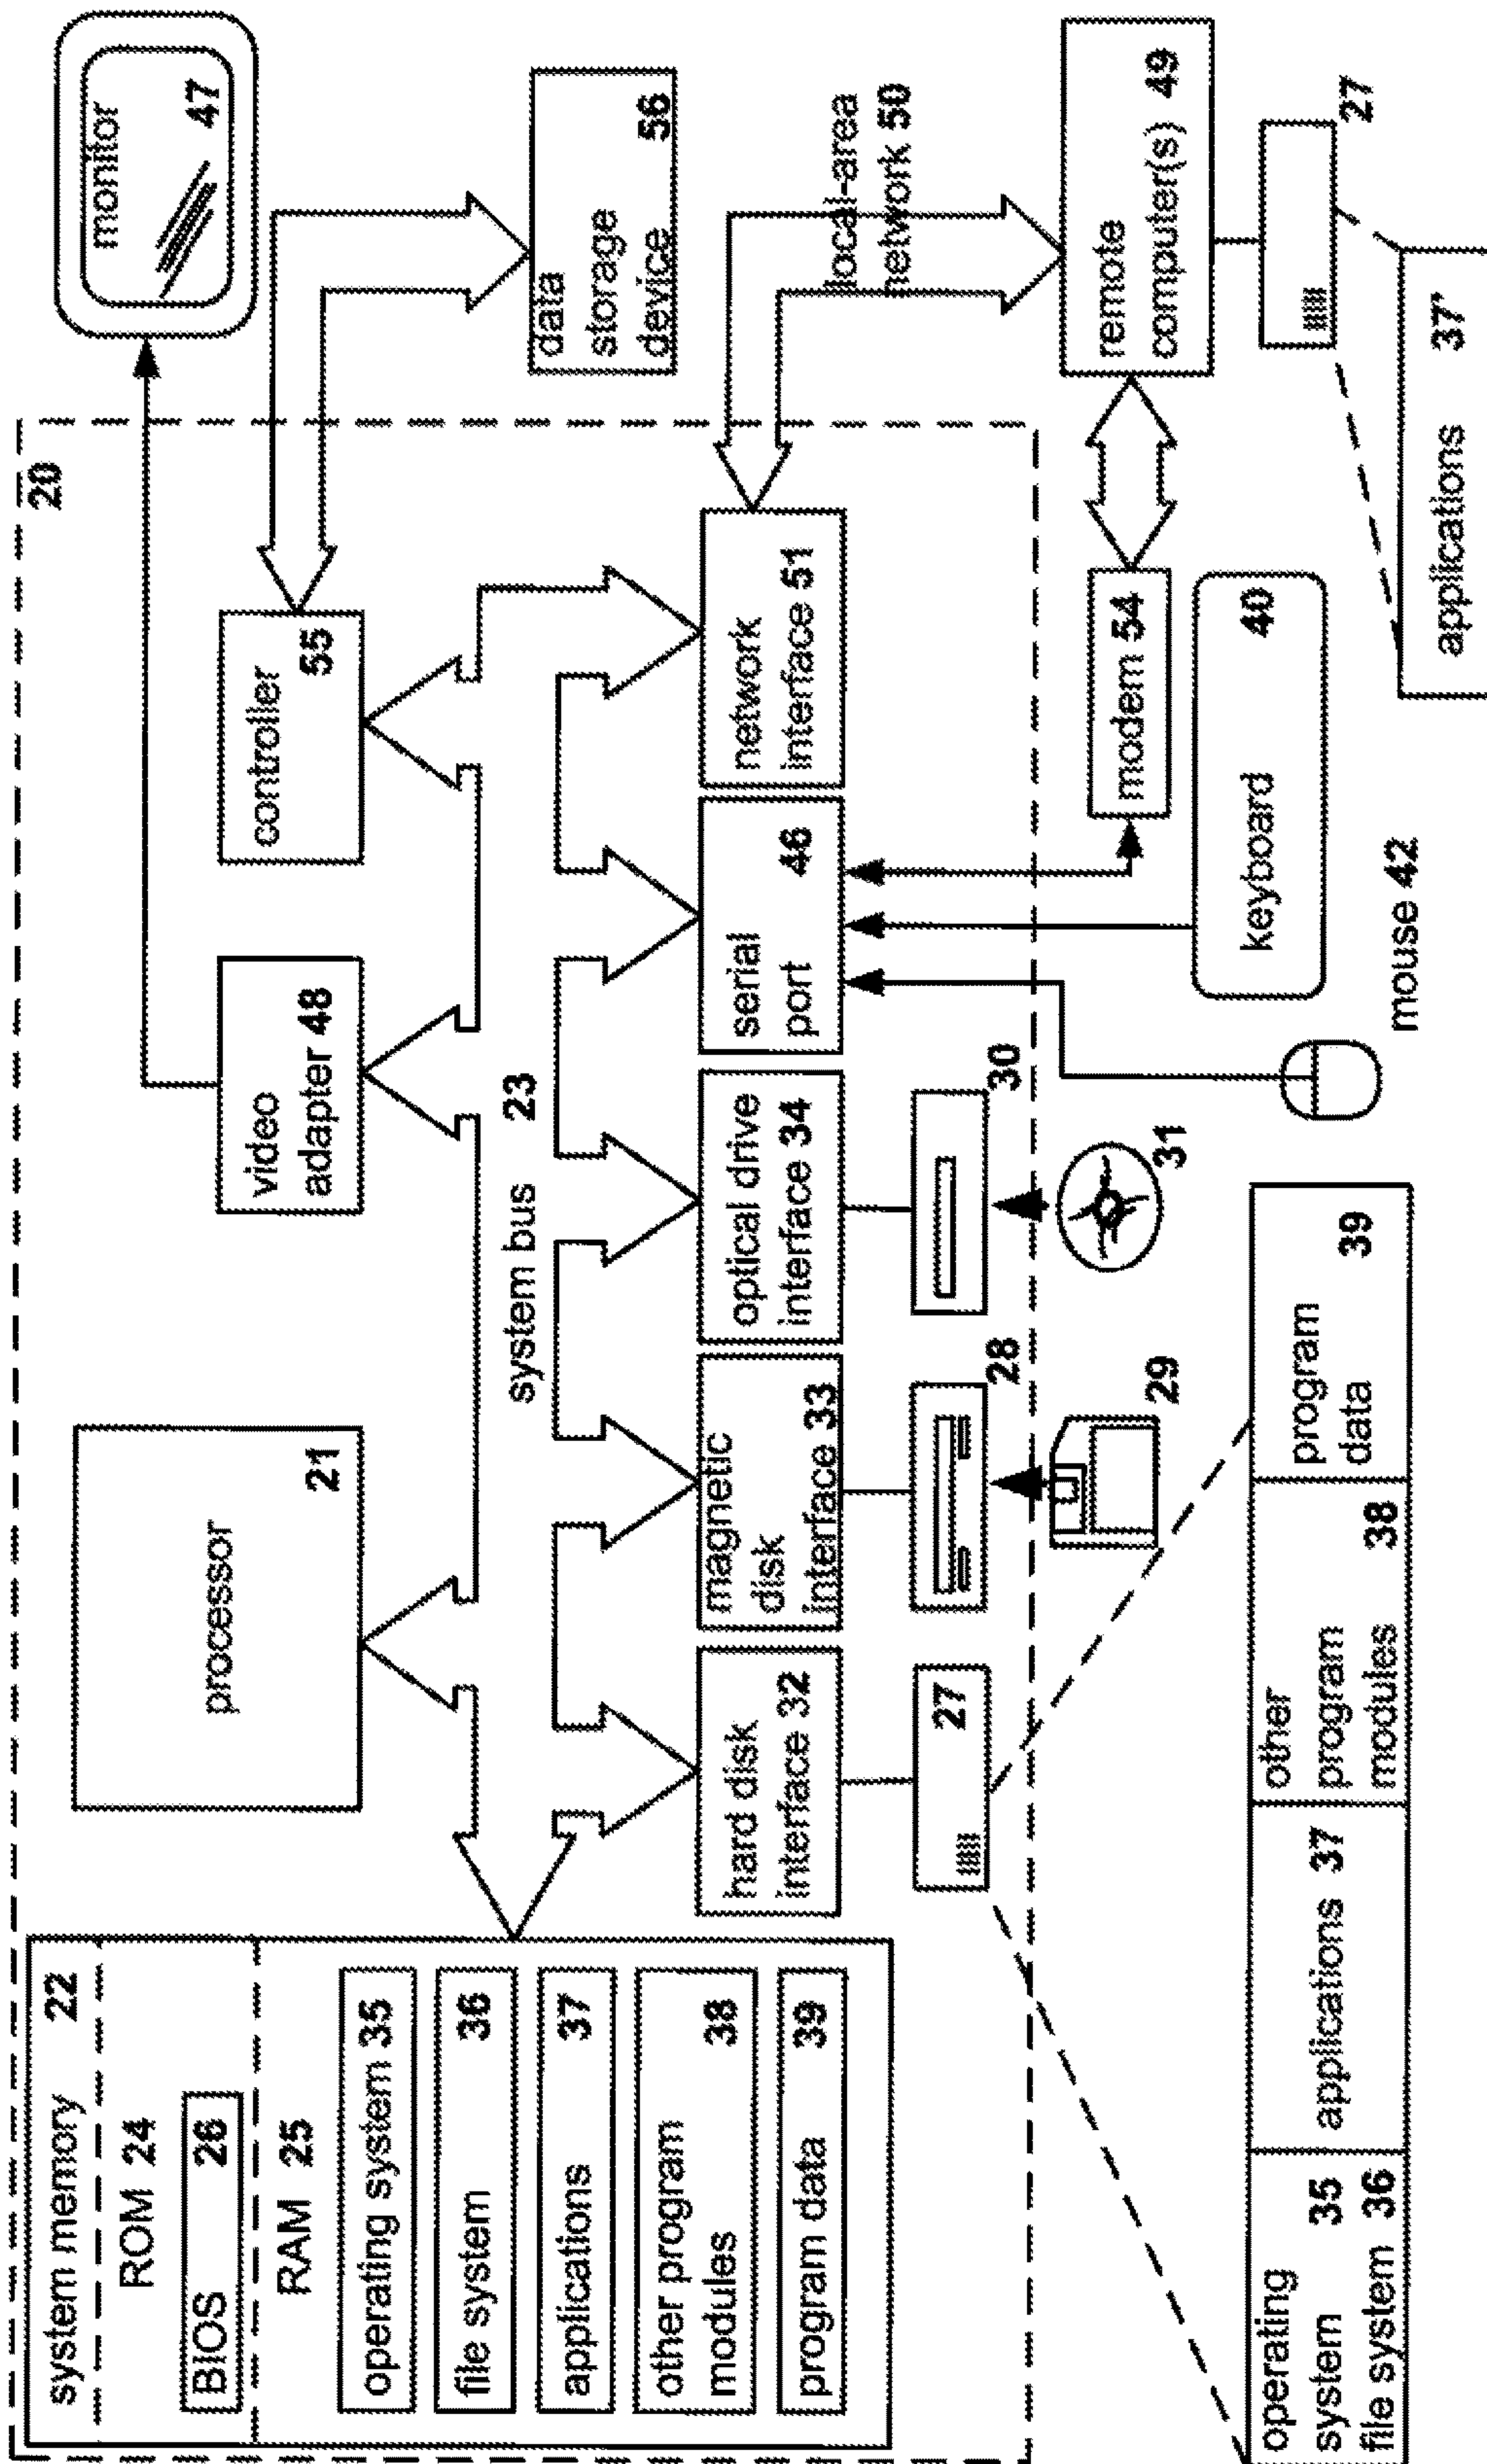 20
system memory 22
ROM 24
BIOS 26
RAM 25
operating system 35
file system 36
applications 37
other program
modules 38
program data 39
processor
21
video
adapter 48
controller
55
monitor
47
system bus 23
data
storage
device 56
hard disk
interface 32
magnetic
disk
interface 33
optical drive
interface 34
serial
port 46
network
interface 51
local-area
network 50
27
28
30
29
31
modem 54
remote
computer(s) 49
keyboard 40
mouse 42
27
operating
system 35
file system 36
applications 37
other
program
modules 38
program
data 39
applications 37'